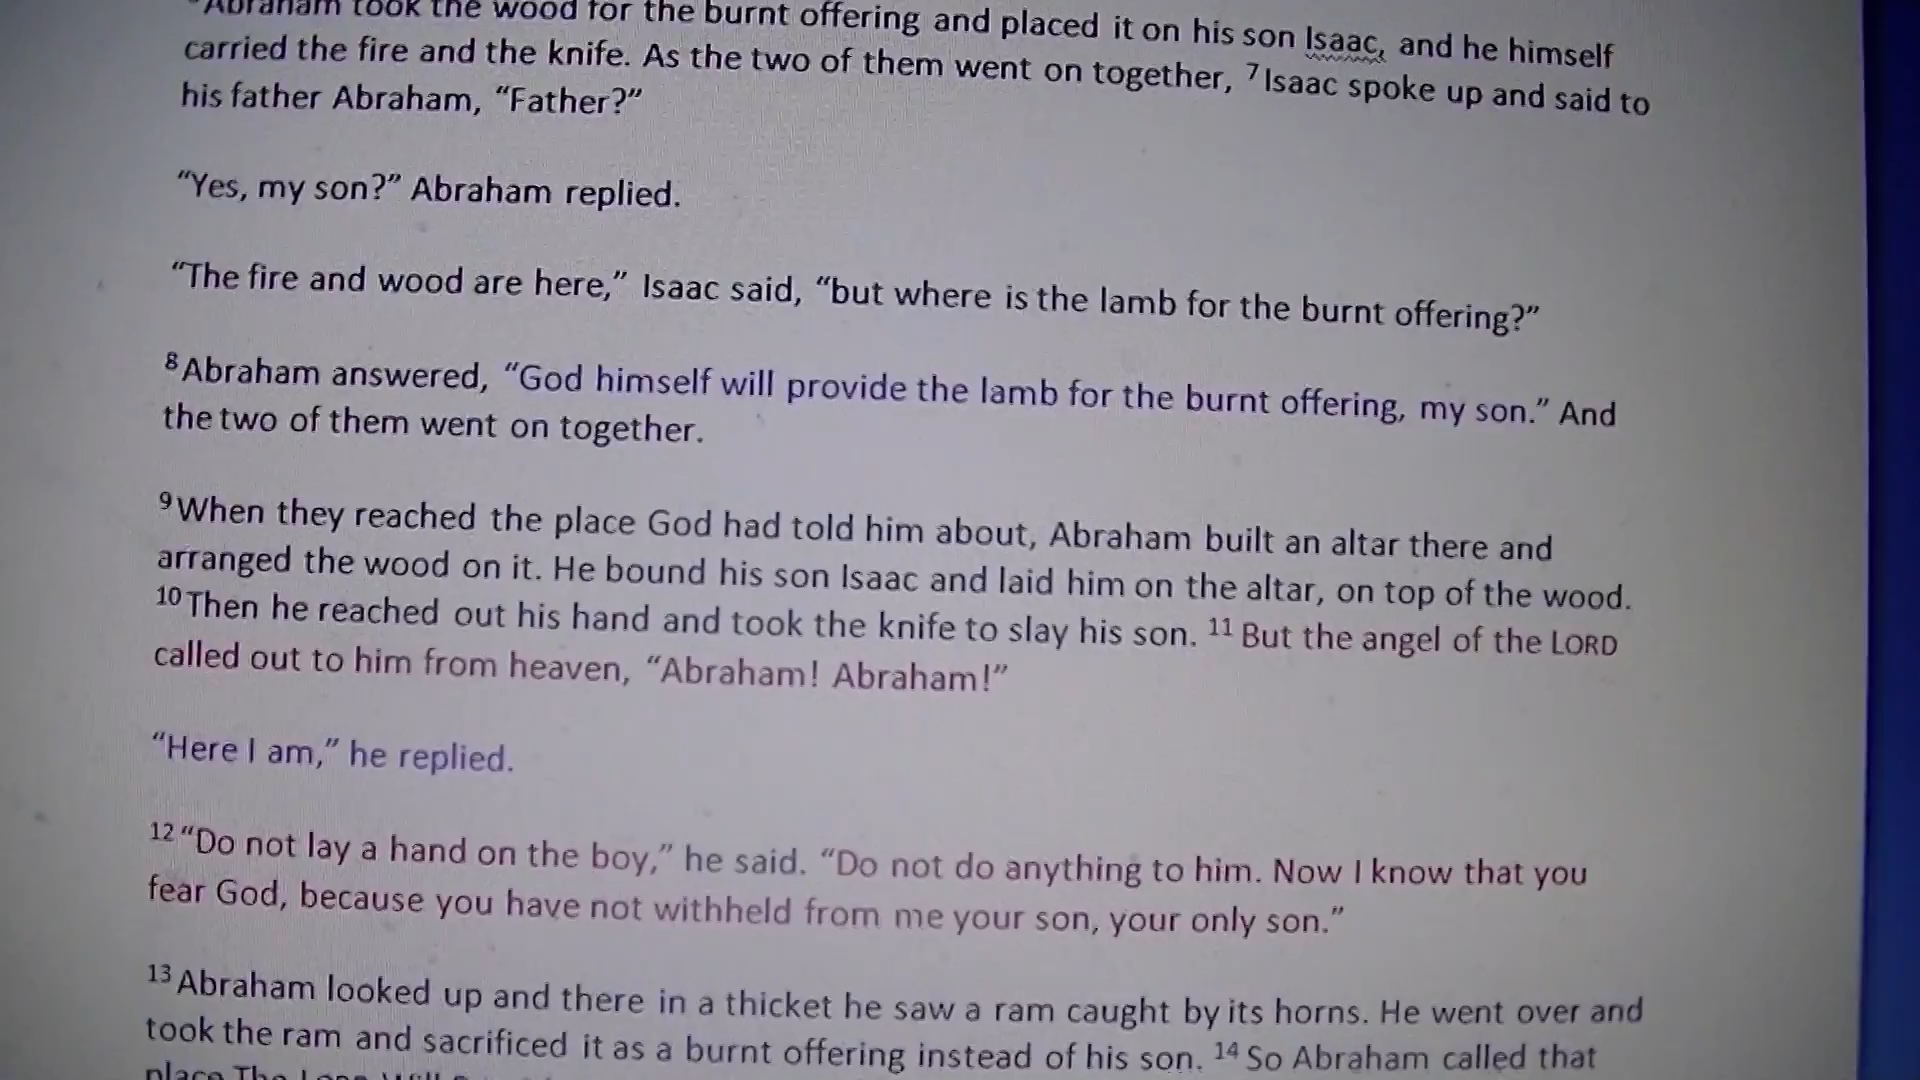 Abraham took the wood for the burnt offering and placed it on his son Isaac, and he himself
carried the fire and the knife. As the two of them went on together, 7 Isaac spoke up and said to
his father Abraham, “Father?”
“Yes, my son?” Abraham replied.
“The fire and wood are here,” Isaac said, “but where is the lamb for the burnt offering?”
8 Abraham answered, “God himself will provide the lamb for the burnt offering, my son.” And
the two of them went on together.
9 When they reached the place God had told him about, Abraham built an altar there and
arranged the wood on it. He bound his son Isaac and laid him on the altar, on top of the wood.
10 Then he reached out his hand and took the knife to slay his son. 11 But the angel of the LORD
called out to him from heaven, “Abraham! Abraham!”
“Here I am,” he replied.
12 “Do not lay a hand on the boy,” he said. “Do not do anything to him. Now I know that you
fear God, because you have not withheld from me your son, your only son.”
13 Abraham looked up and there in a thicket he saw a ram caught by its horns. He went over and
took the ram and sacrificed it as a burnt offering instead of his son. 14 So Abraham called that
place The